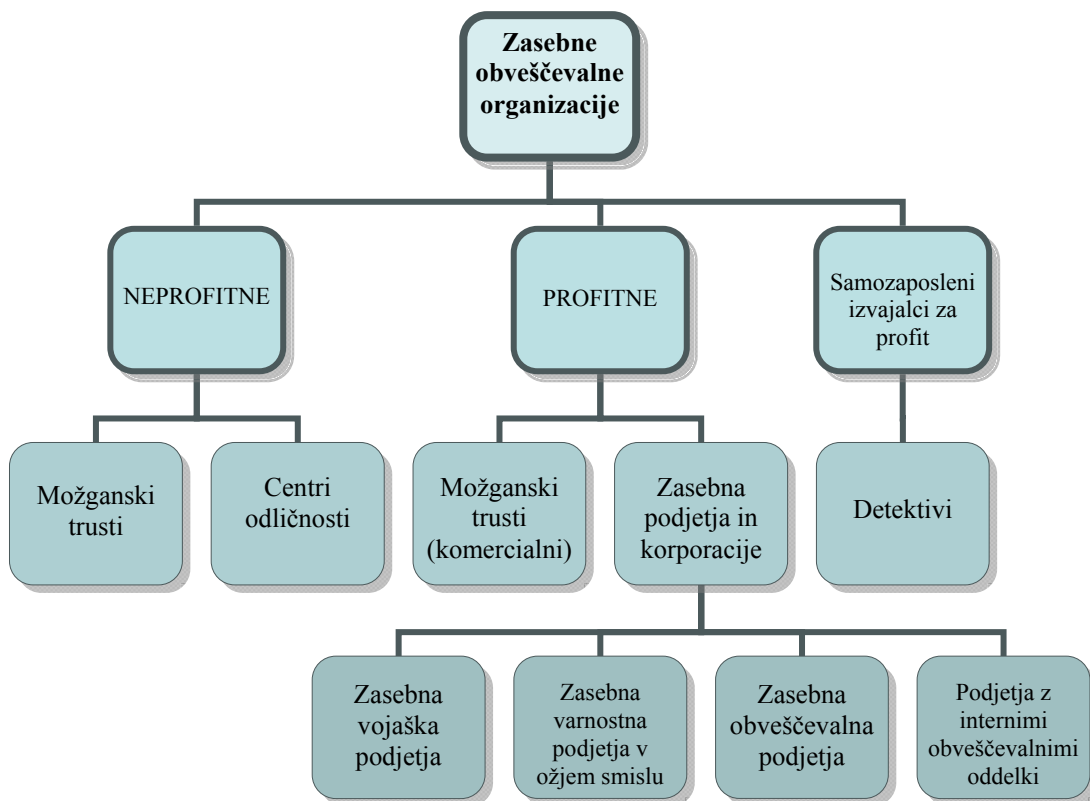 Zasebne
obveščevalne
organizacije
NEPROFITNE
PROFITNE
Samozaposleni
izvajalci za
profit
Možganski
trusti
Centri
odličnosti
Možganski
trusti
(komercialni)
Zasebna
podjetja in
korporacije
Detektivi
Zasebna
vojaška
podjetja
Zasebna
varnostna
podjetja v
ožjem smislu
Zasebna
obveščevalna
podjetja
Podjetja z
internimi
obveščevalnimi
oddelki